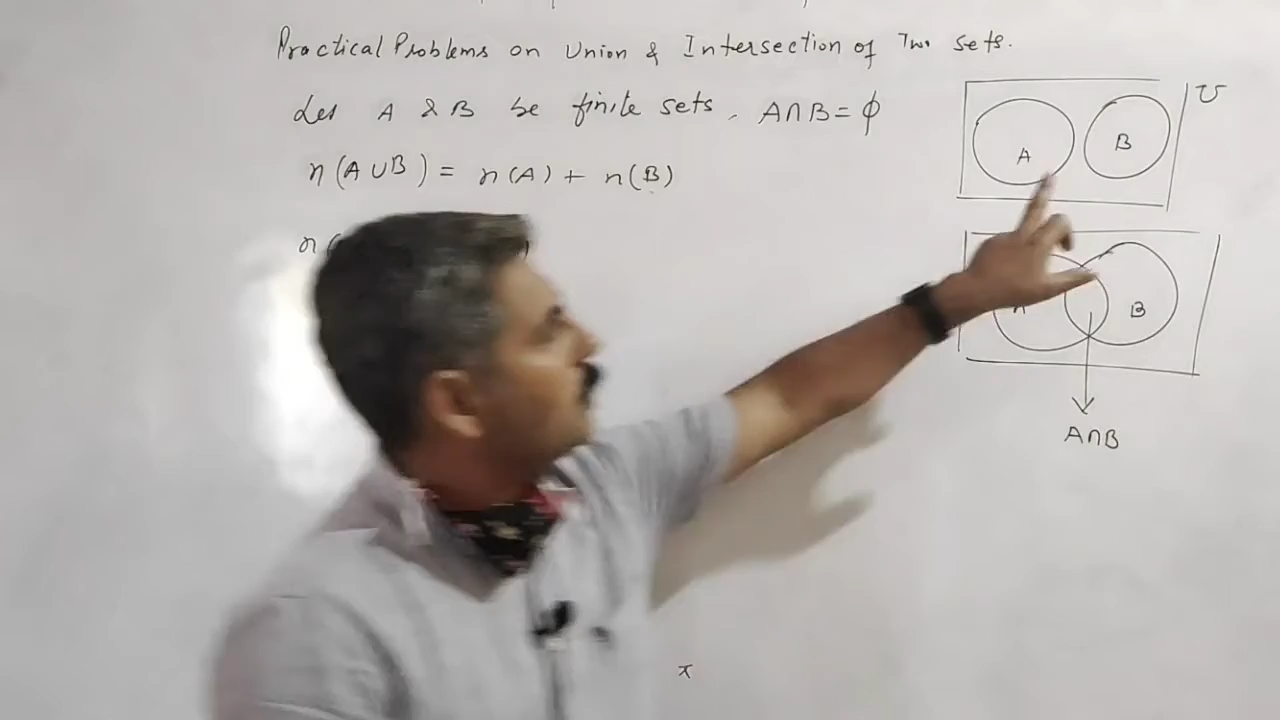 Practical Problems on Union & Intersection of Two sets.
Let A & B be finite sets, A∩B = ϕ
n(A∪B) = n(A) + n(B)
n(
A B U
A B
A∩B
x